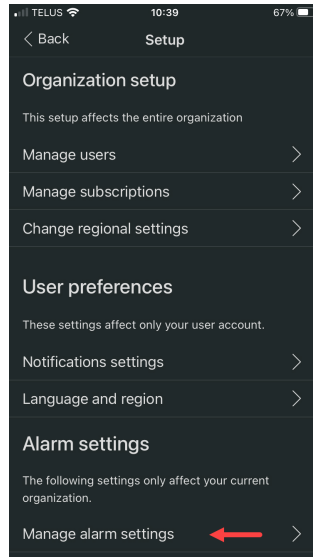 TELUS 10:39 67%
Back Setup
Organization setup
This setup affects the entire organization
Manage users
Manage subscriptions
Change regional settings
User preferences
These settings affect only your user account.
Notifications settings
Language and region
Alarm settings
The following settings only affect your current
organization.
Manage alarm settings